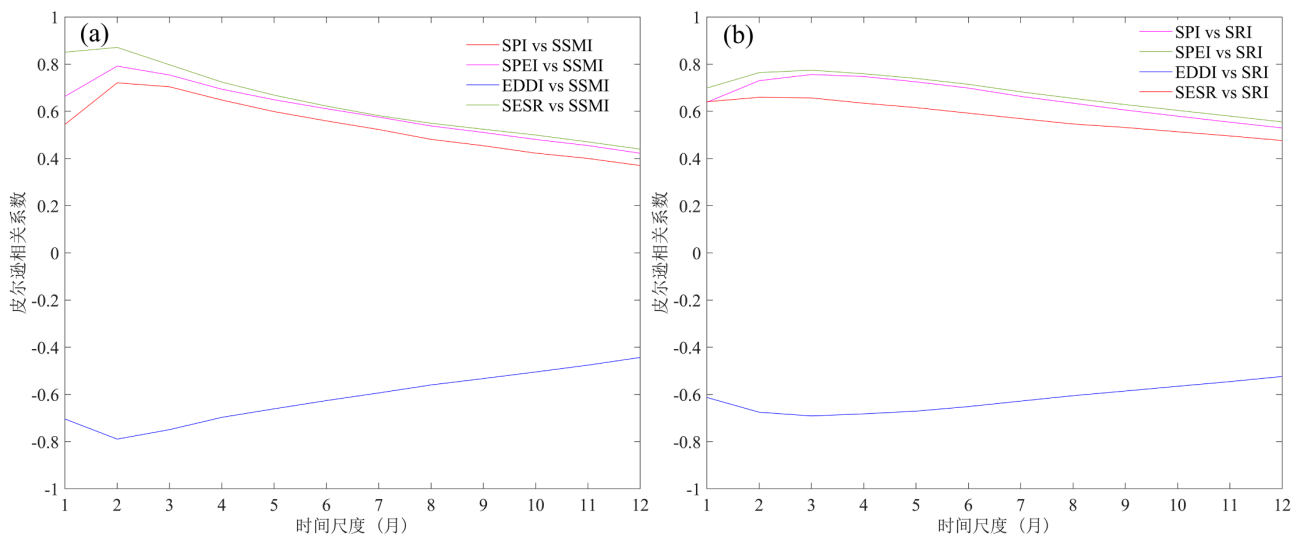 (a)
SPI vs SSMI
SPEI vs SSMI
EDDI vs SSMI
SESR vs SSMI
1
0.8
0.6
0.4
0.2
0
-0.2
-0.4
-0.6
-0.8
-1
皮尔逊相关系数
1 2 3 4 5 6 7 8 9 10 11 12
时间尺度（月）
(b)
SPI vs SRI
SPEI vs SRI
EDDI vs SRI
SESR vs SRI
1
0.8
0.6
0.4
0.2
0
-0.2
-0.4
-0.6
-0.8
-1
皮尔逊相关系数
1 2 3 4 5 6 7 8 9 10 11 12
时间尺度（月）